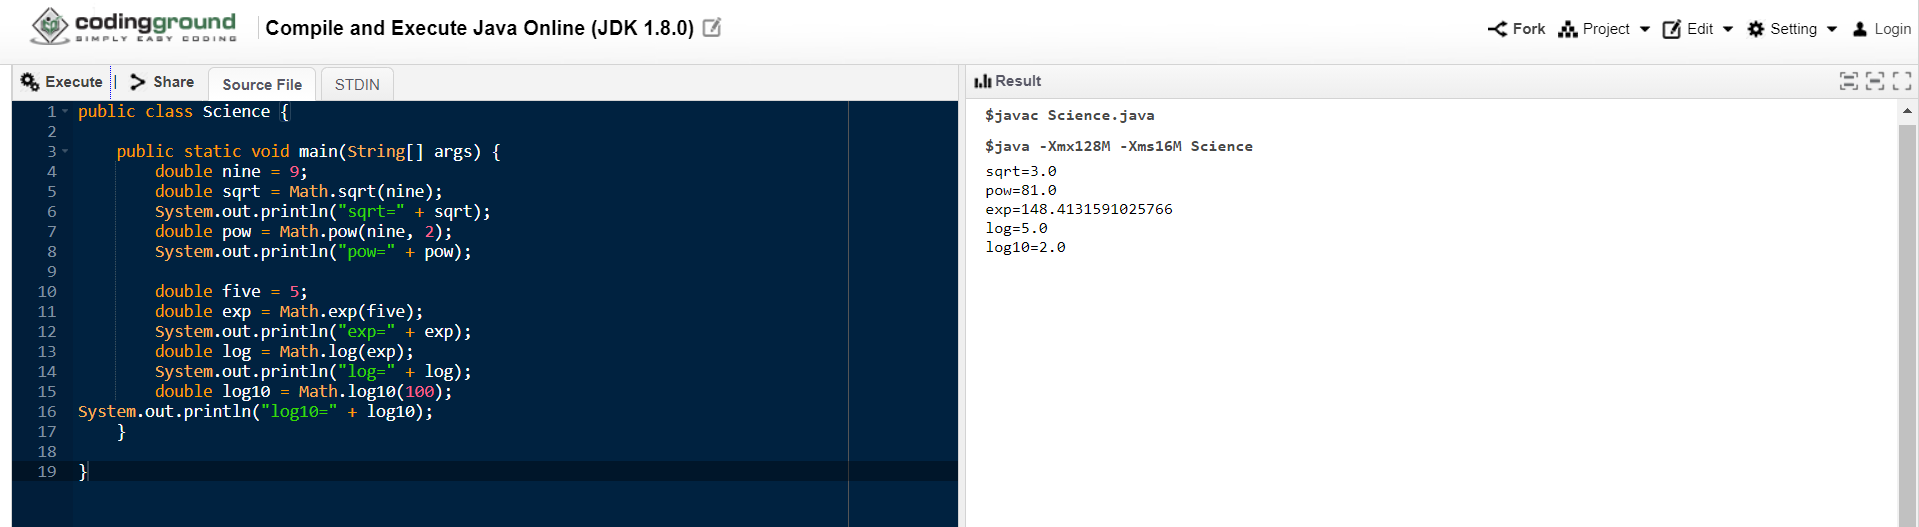 codingground
SIMPLY EASY CODING
Compile and Execute Java Online (JDK 1.8.0)
Fork Project Edit Setting Login
Execute | Share Source File STDIN
1 public class Science {
2
3     public static void main(String[] args) {
4         double nine = 9;
5         double sqrt = Math.sqrt(nine);
6         System.out.println("sqrt=" + sqrt);
7         double pow = Math.pow(nine, 2);
8         System.out.println("pow=" + pow);
9
10         double five = 5;
11         double exp = Math.exp(five);
12         System.out.println("exp=" + exp);
13         double log = Math.log(exp);
14         System.out.println("log=" + log);
15         double log10 = Math.log10(100);
16 System.out.println("log10=" + log10);
17     }
18
19 }
Result
$javac Science.java
$java -Xmx128M -Xms16M Science
sqrt=3.0
pow=81.0
exp=148.4131591025766
log=5.0
log10=2.0